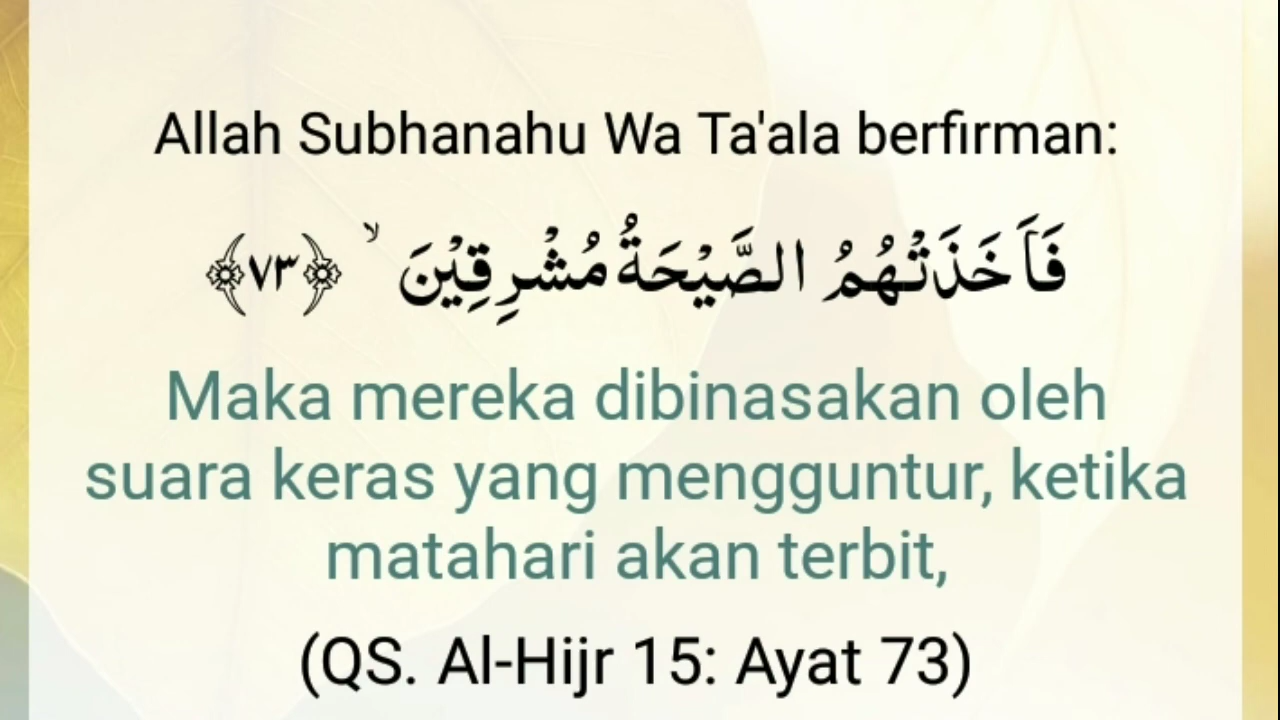 Allah Subhanahu Wa Ta'ala berfirman:
فَاَخَذَتْهُمُ الصَّيْحَةُ مُشْرِقِيْنَ ۙ ﴿٧٣﴾
Maka mereka dibinasakan oleh
suara keras yang mengguntur, ketika
matahari akan terbit,
(QS. Al-Hijr 15: Ayat 73)